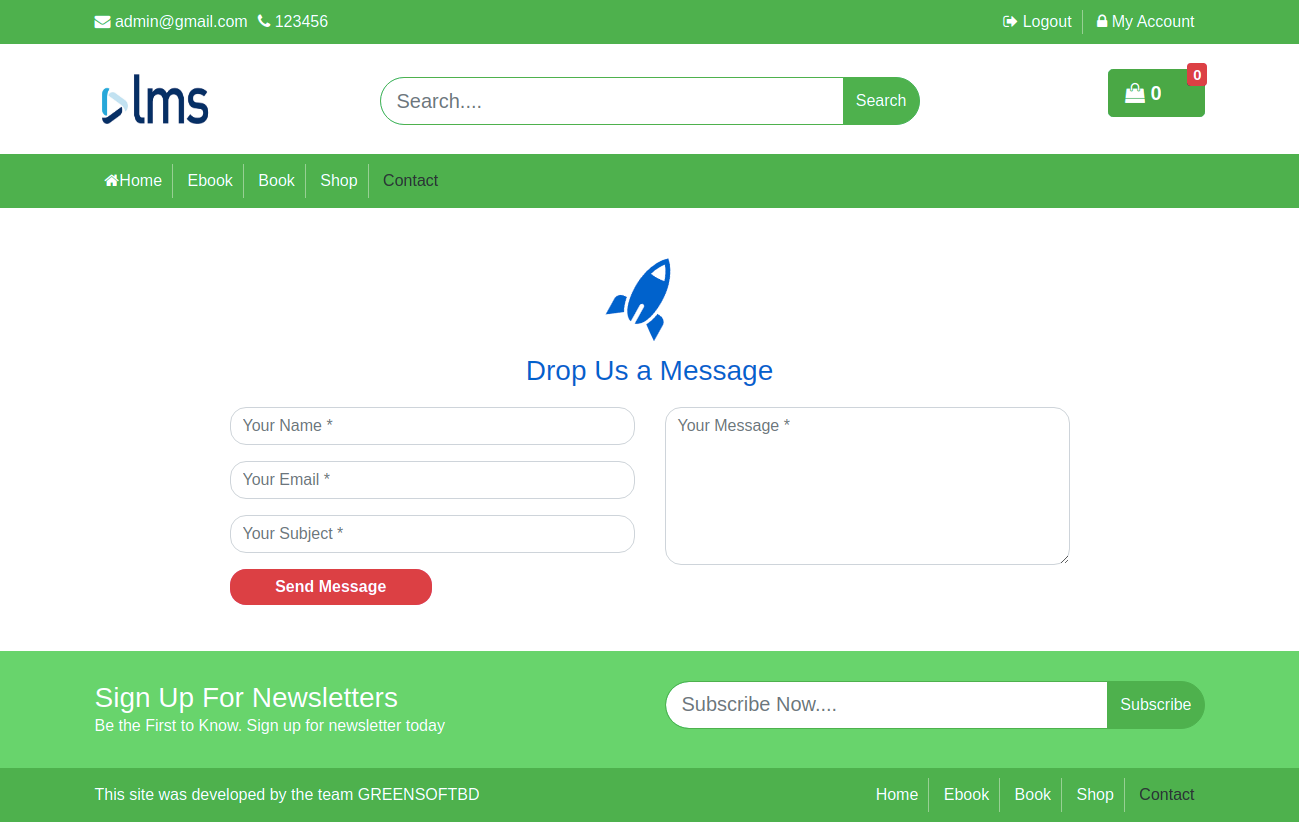 admin@gmail.com 123456 Logout My Account
lms Search.... Search 0 0
Home Ebook Book Shop Contact
Drop Us a Message
Your Name *
Your Email *
Your Subject *
Send Message
Your Message *
Sign Up For Newsletters
Be the First to Know. Sign up for newsletter today
Subscribe Now.... Subscribe
This site was developed by the team GREENSOFTBD Home Ebook Book Shop Contact